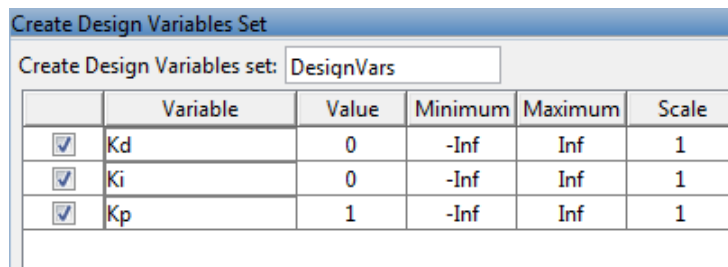 Create Design Variables Set
Create Design Variables set: DesignVars
Variable Value Minimum Maximum Scale
Kd 0 -Inf Inf 1
Ki 0 -Inf Inf 1
Kp 1 -Inf Inf 1